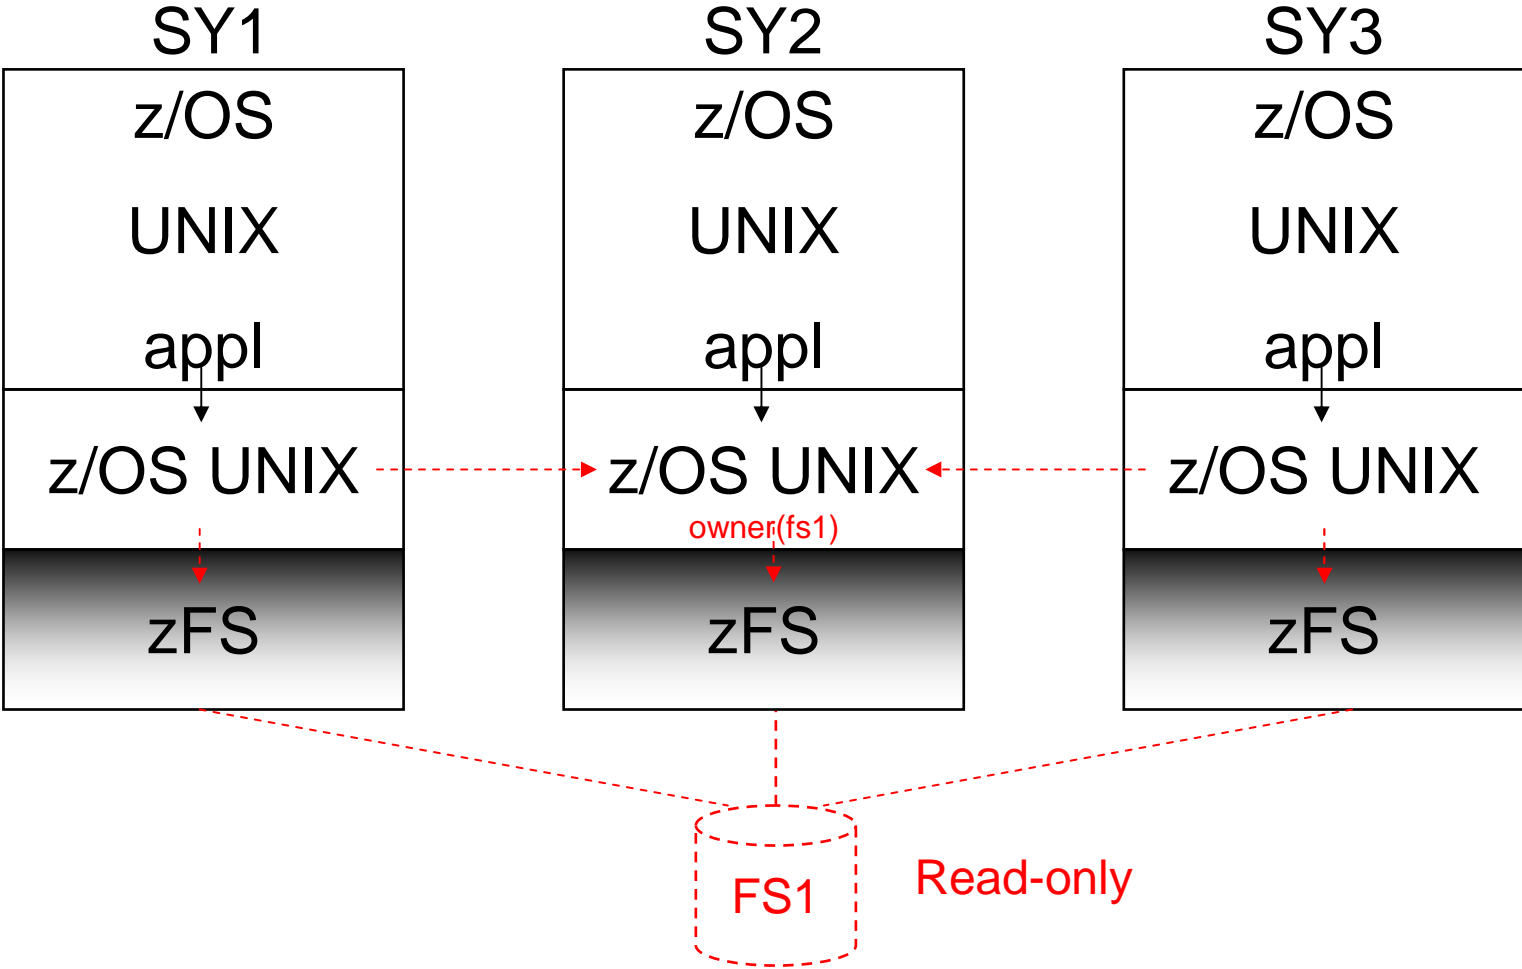 SY1 SY2 SY3
z/OS z/OS z/OS
UNIX UNIX UNIX
appl appl appl
z/OS UNIX z/OS UNIX z/OS UNIX
owner(fs1)
zFS zFS zFS
FS1 Read-only